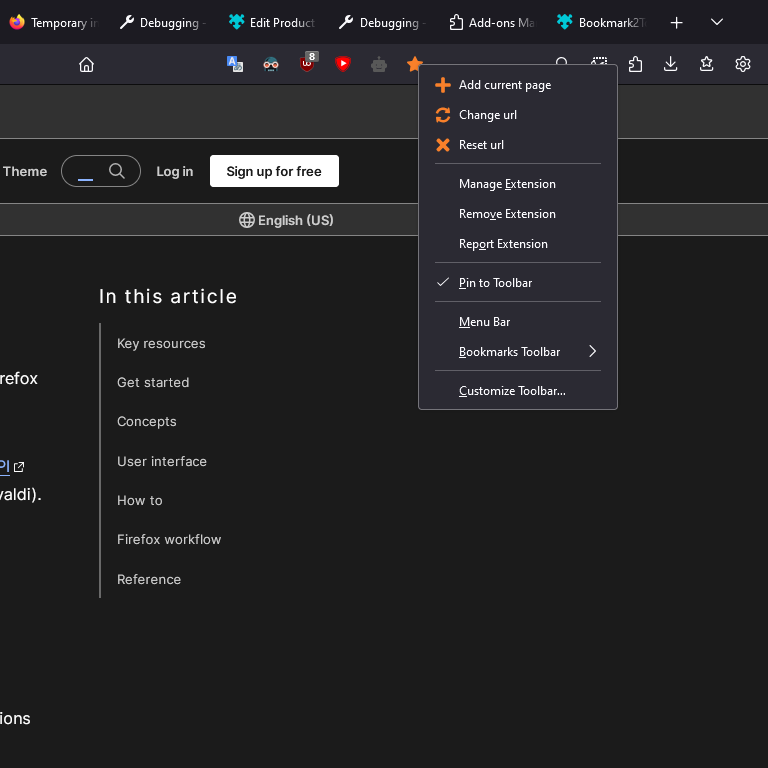 Temporary in
Debugging -
Edit Product
Debugging -
Add-ons Ma
Bookmark2T
8
Add current page
Change url
Reset url
Manage Extension
Remove Extension
Report Extension
Pin to Toolbar
Menu Bar
Bookmarks Toolbar
Customize Toolbar...
Theme
Log in
Sign up for free
English (US)
In this article
Key resources
Get started
Concepts
User interface
How to
Firefox workflow
Reference
refox
PI
valdi).
ions